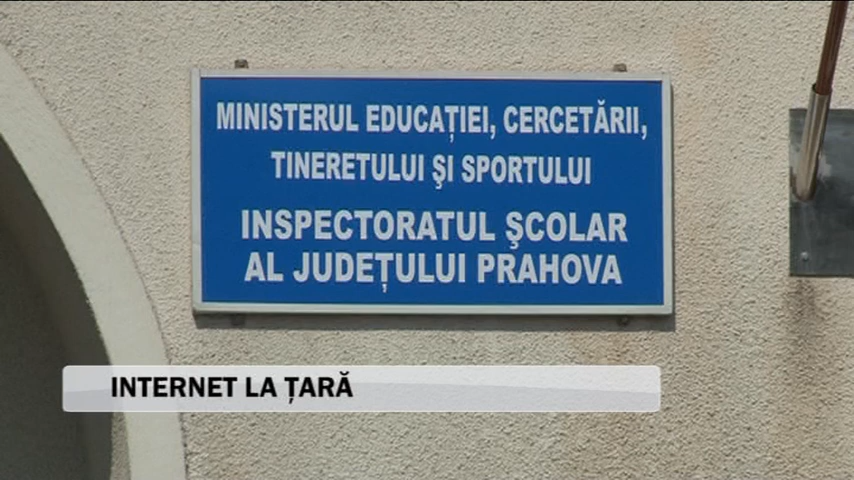 MINISTERUL EDUCAȚIEI, CERCETĂRII,
TINERETULUI ŞI SPORTULUI
INSPECTORATUL ŞCOLAR
AL JUDEȚULUI PRAHOVA
INTERNET LA ȚARĂ